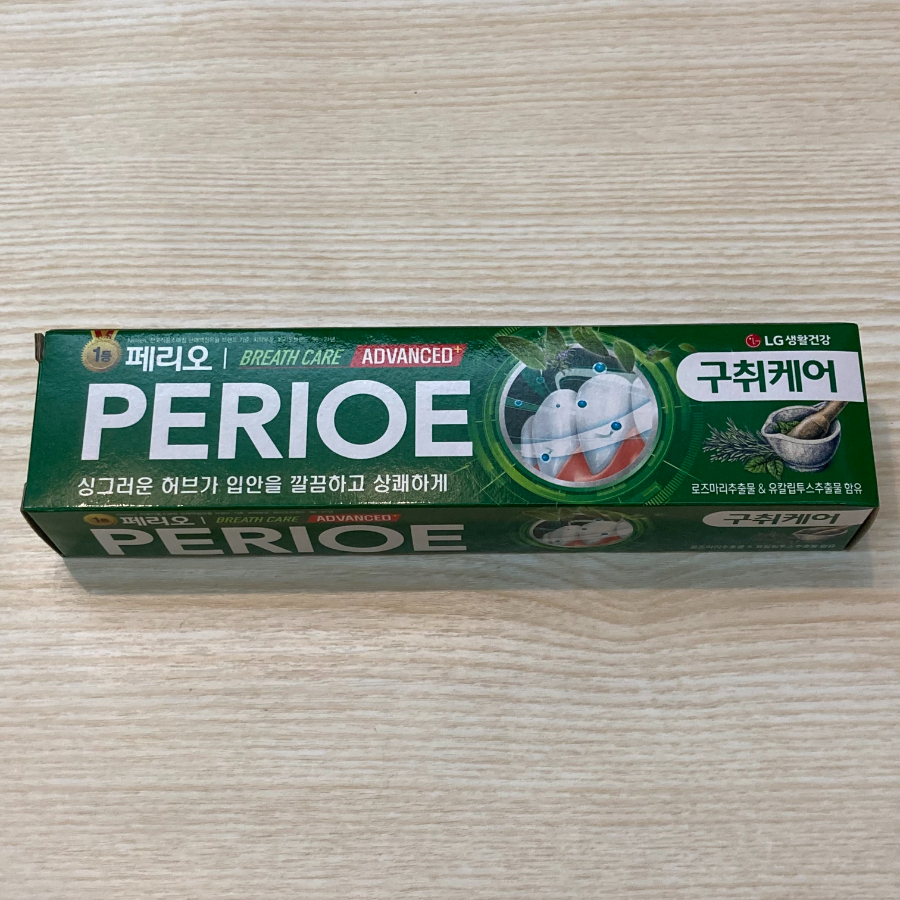 1등
페리오 | BREATH CARE ADVANCED+
PERIOE
싱그러운 허브가 입안을 깔끔하고 상쾌하게
LG생활건강
구취케어
로즈마리추출물 & 유칼립투스추출물 함유
페리오 | BREATH CARE ADVANCED+
PERIOE
구취케어